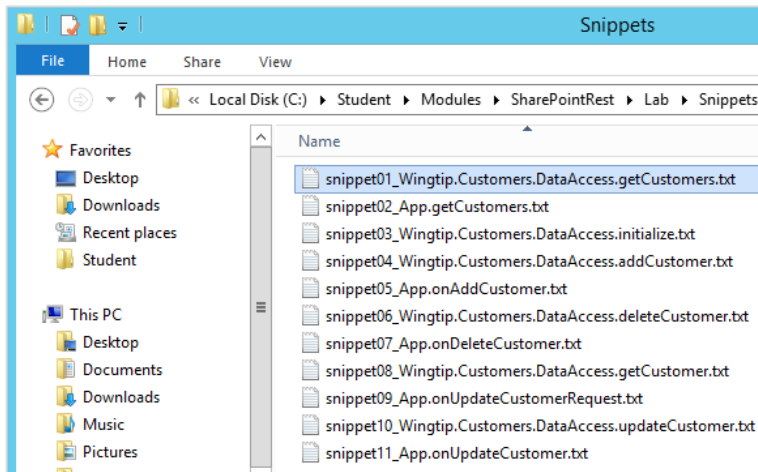 Snippets
File Home Share View
« Local Disk (C:) Student Modules SharePointRest Lab Snippets
Name
Favorites
Desktop
Downloads
Recent places
Student
This PC
Desktop
Documents
Downloads
Music
Pictures
snippet01_Wingtip.Customers.DataAccess.getCustomers.txt
snippet02_App.getCustomers.txt
snippet03_Wingtip.Customers.DataAccess.initialize.txt
snippet04_Wingtip.Customers.DataAccess.addCustomer.txt
snippet05_App.onAddCustomer.txt
snippet06_Wingtip.Customers.DataAccess.deleteCustomer.txt
snippet07_App.onDeleteCustomer.txt
snippet08_Wingtip.Customers.DataAccess.getCustomer.txt
snippet09_App.onUpdateCustomerRequest.txt
snippet10_Wingtip.Customers.DataAccess.updateCustomer.txt
snippet11_App.onUpdateCustomer.txt